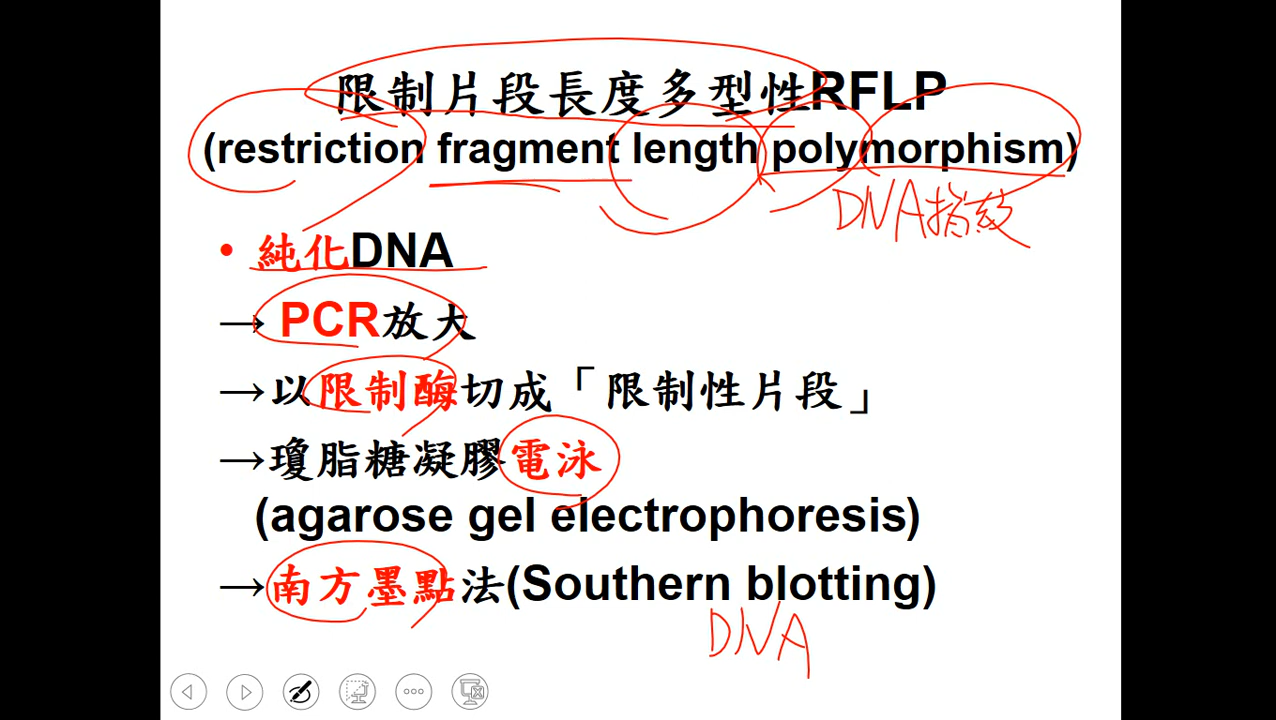 限制片段長度多型性RFLP
(restriction fragment length polymorphism)
DNA指紋
• 純化DNA
→ PCR放大
→以限制酶切成「限制性片段」
→瓊脂糖凝膠電泳
(agarose gel electrophoresis)
→南方墨點法(Southern blotting)
DNA